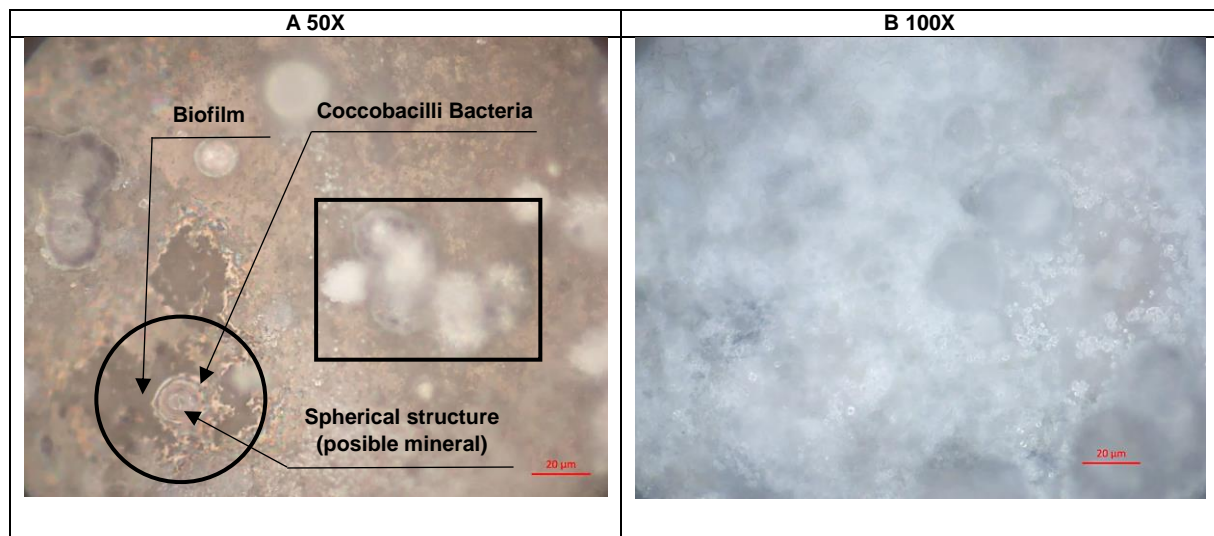 A 50X
B 100X
Biofilm
Coccobacilli Bacteria
Spherical structure
(posible mineral)
20 µm
20 µm